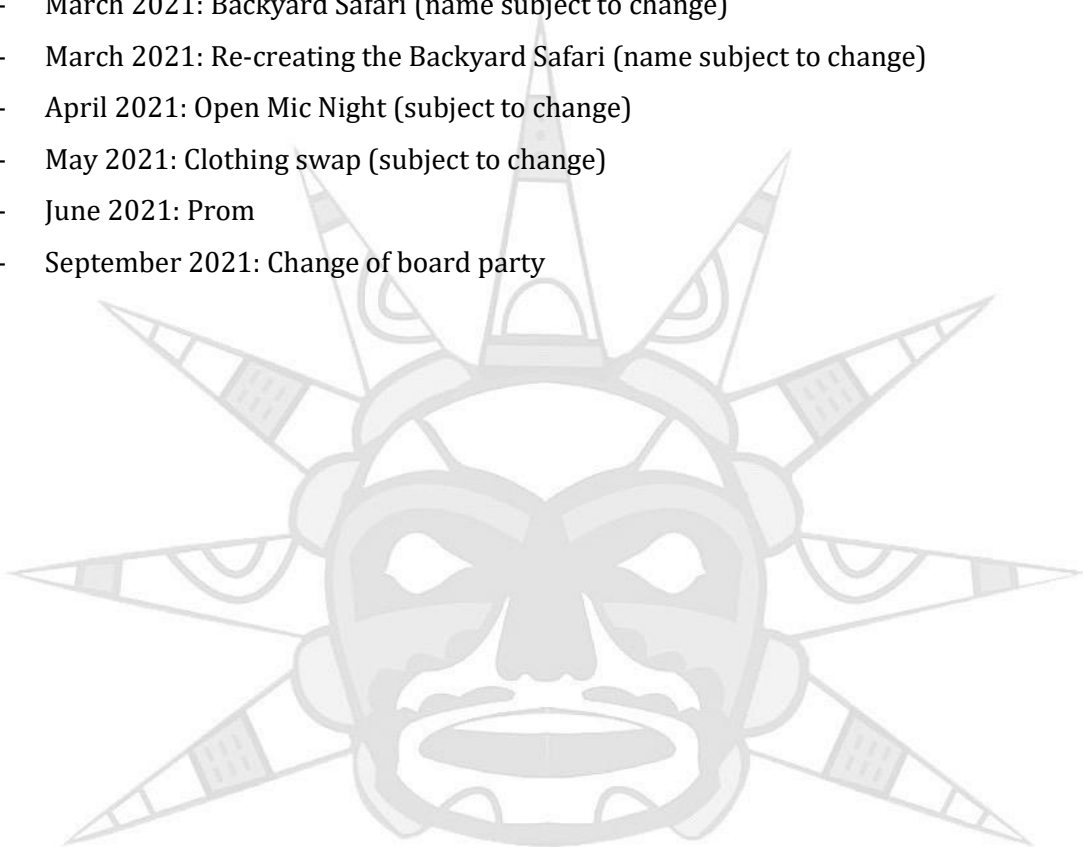 - March 2021: Backyard Safari (name subject to change)
- March 2021: Re-creating the Backyard Safari (name subject to change)
- April 2021: Open Mic Night (subject to change)
- May 2021: Clothing swap (subject to change)
- June 2021: Prom
- September 2021: Change of board party